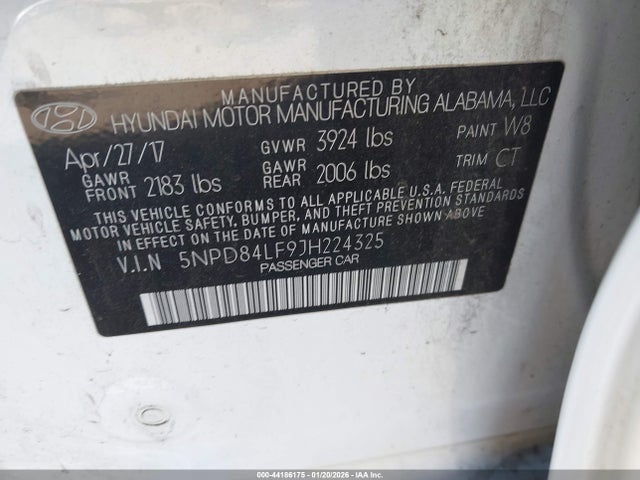 MANUFACTURED BY
HYUNDAI MOTOR MANUFACTURING ALABAMA, LLC
Apr/27/17 GVWR 3924 lbs PAINT W8
GAWR FRONT 2183 lbs GAWR REAR 2006 lbs TRIM CT
THIS VEHICLE CONFORMS TO ALL APPLICABLE U.S.A. FEDERAL
MOTOR VEHICLE SAFETY, BUMPER, AND THEFT PREVENTION STANDARDS
IN EFFECT ON THE DATE OF MANUFACTURE SHOWN ABOVE.
V.I.N 5NPD84LF9JH224325
PASSENGER CAR
000-44186175 - 01/20/2026 - IAAI.COM